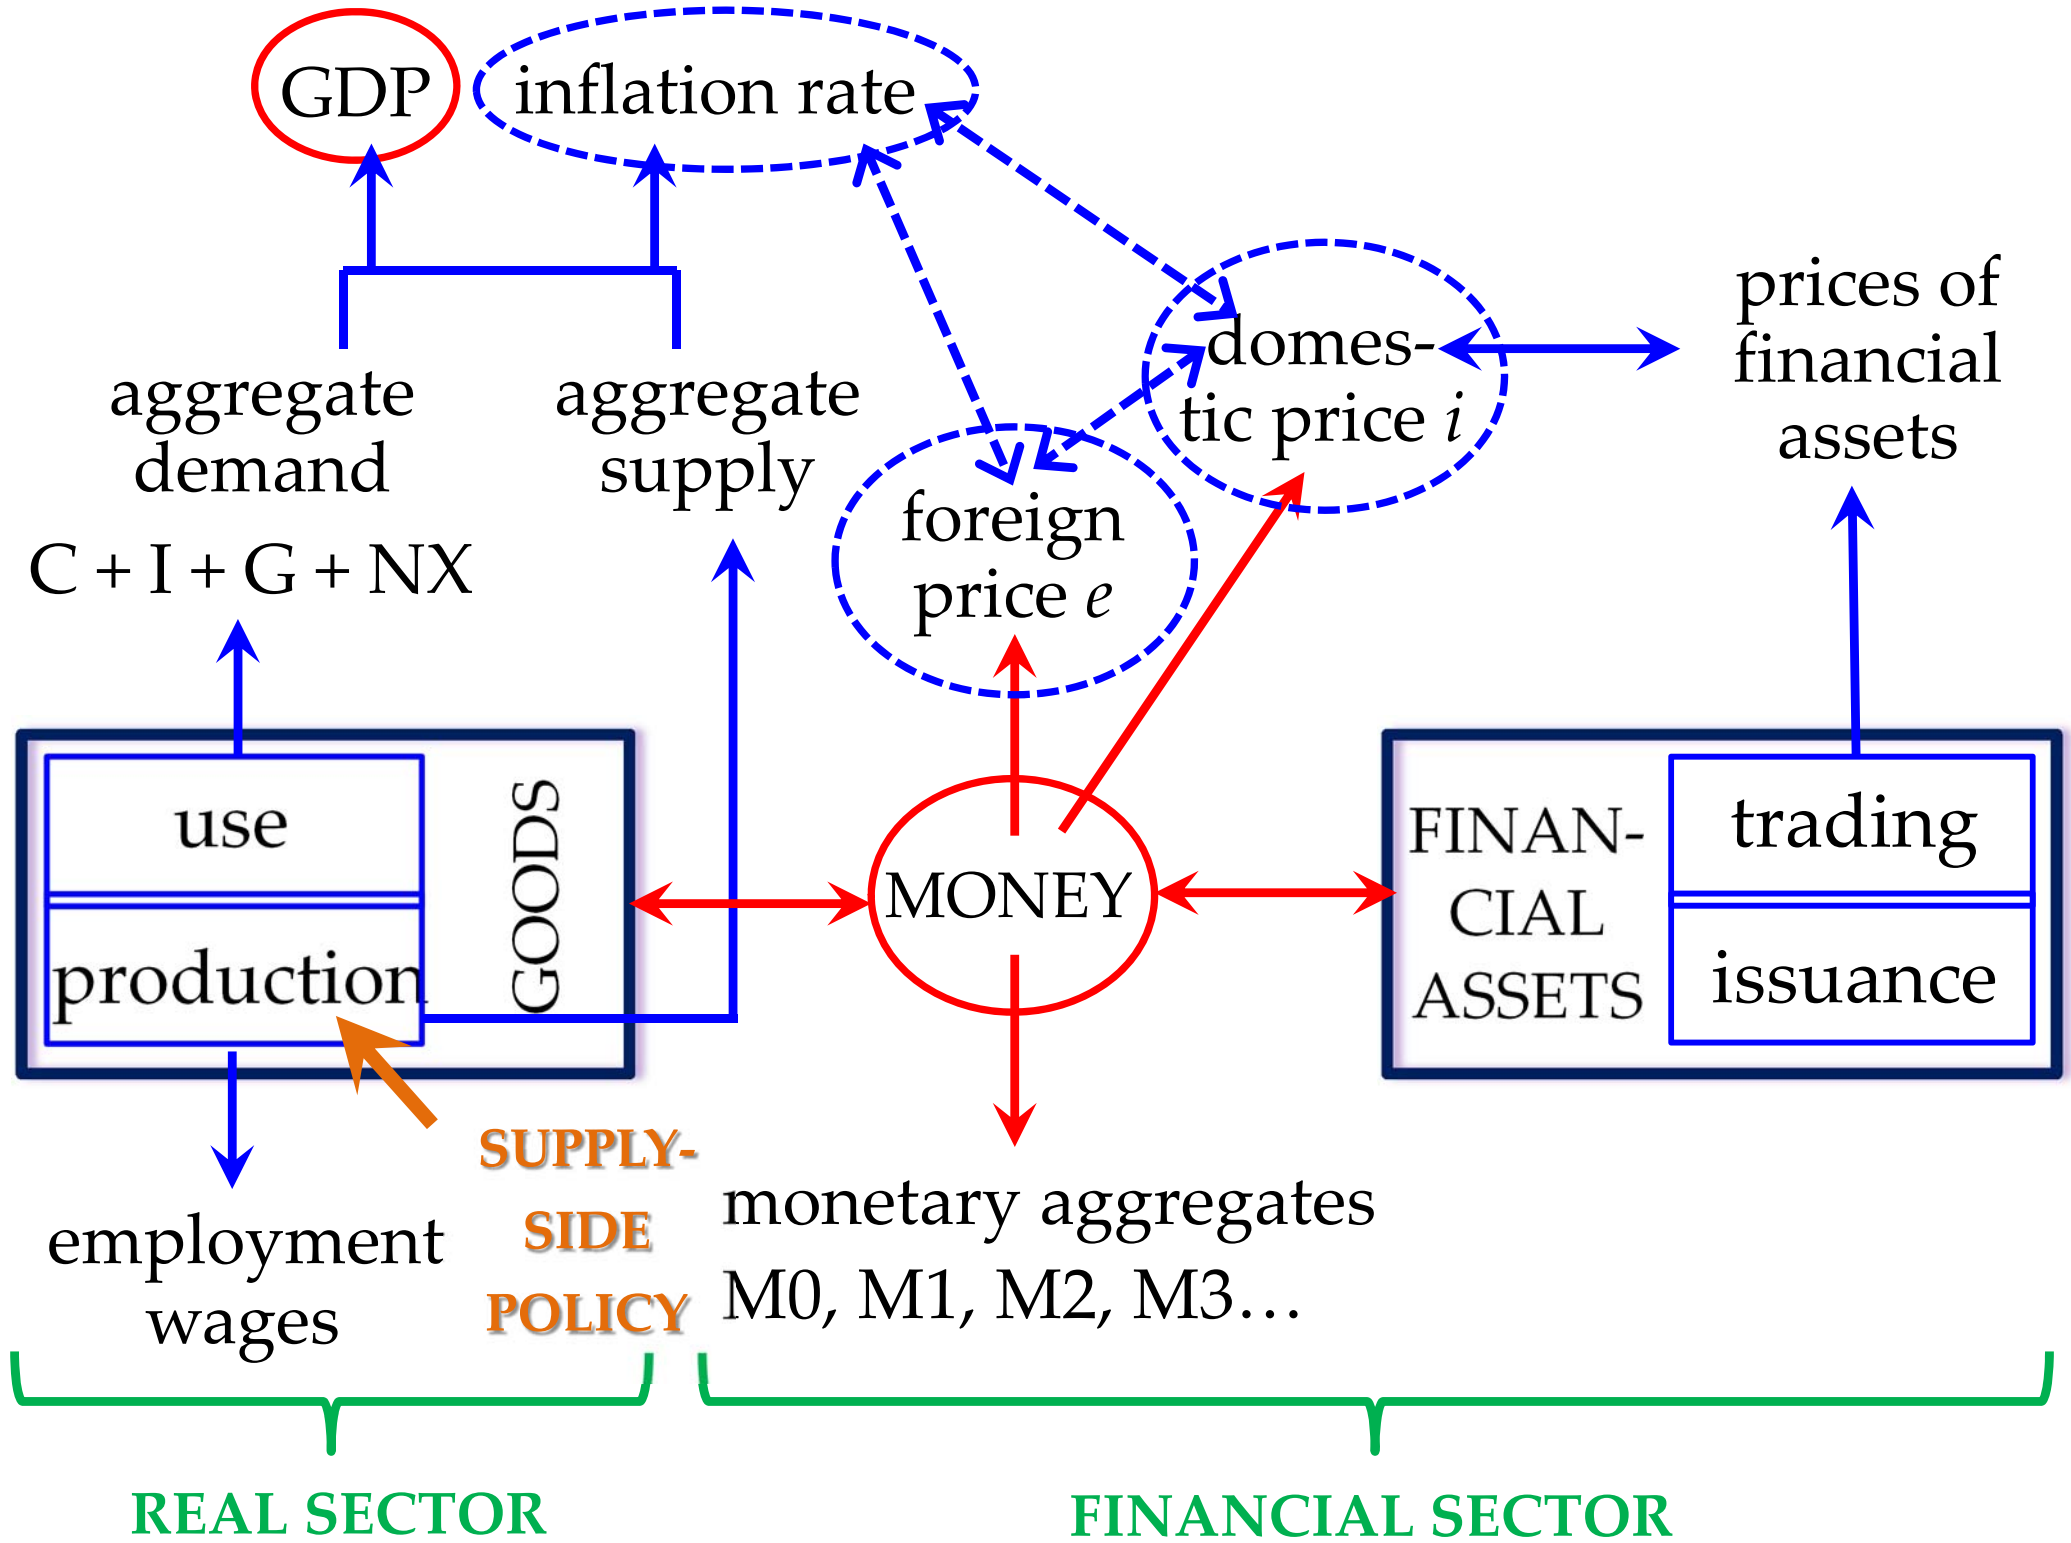 GDP
inflation rate
aggregate
demand
C + I + G + NX
aggregate
supply
domes-
tic price i
foreign
price e
prices of
financial
assets
use
production
GOODS
MONEY
FINAN-
CIAL
ASSETS
trading
issuance
employment
wages
SUPPLY-
SIDE
POLICY
monetary aggregates
M0, M1, M2, M3…
REAL SECTOR
FINANCIAL SECTOR